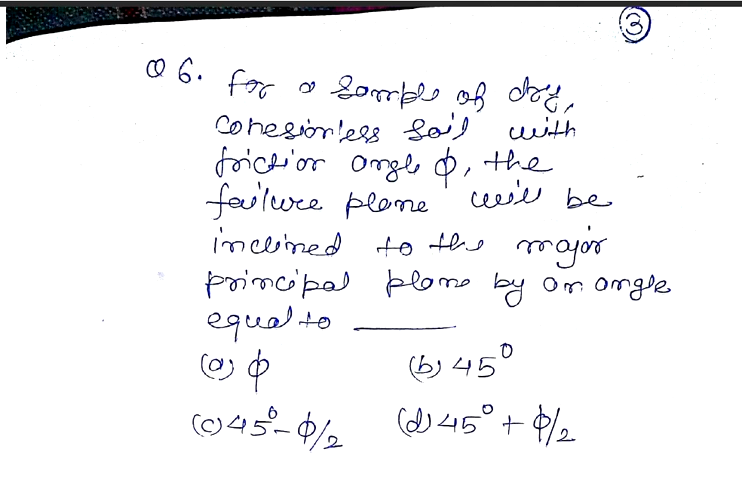 3
Q 6. for a sample of dry,
cohesionless soil with
friction angle ϕ, the
failure plane will be
inclined to the major
principal plane by an angle
equal to ______
(a) ϕ (b) 45°
(c) 45° - ϕ/2 (d) 45° + ϕ/2